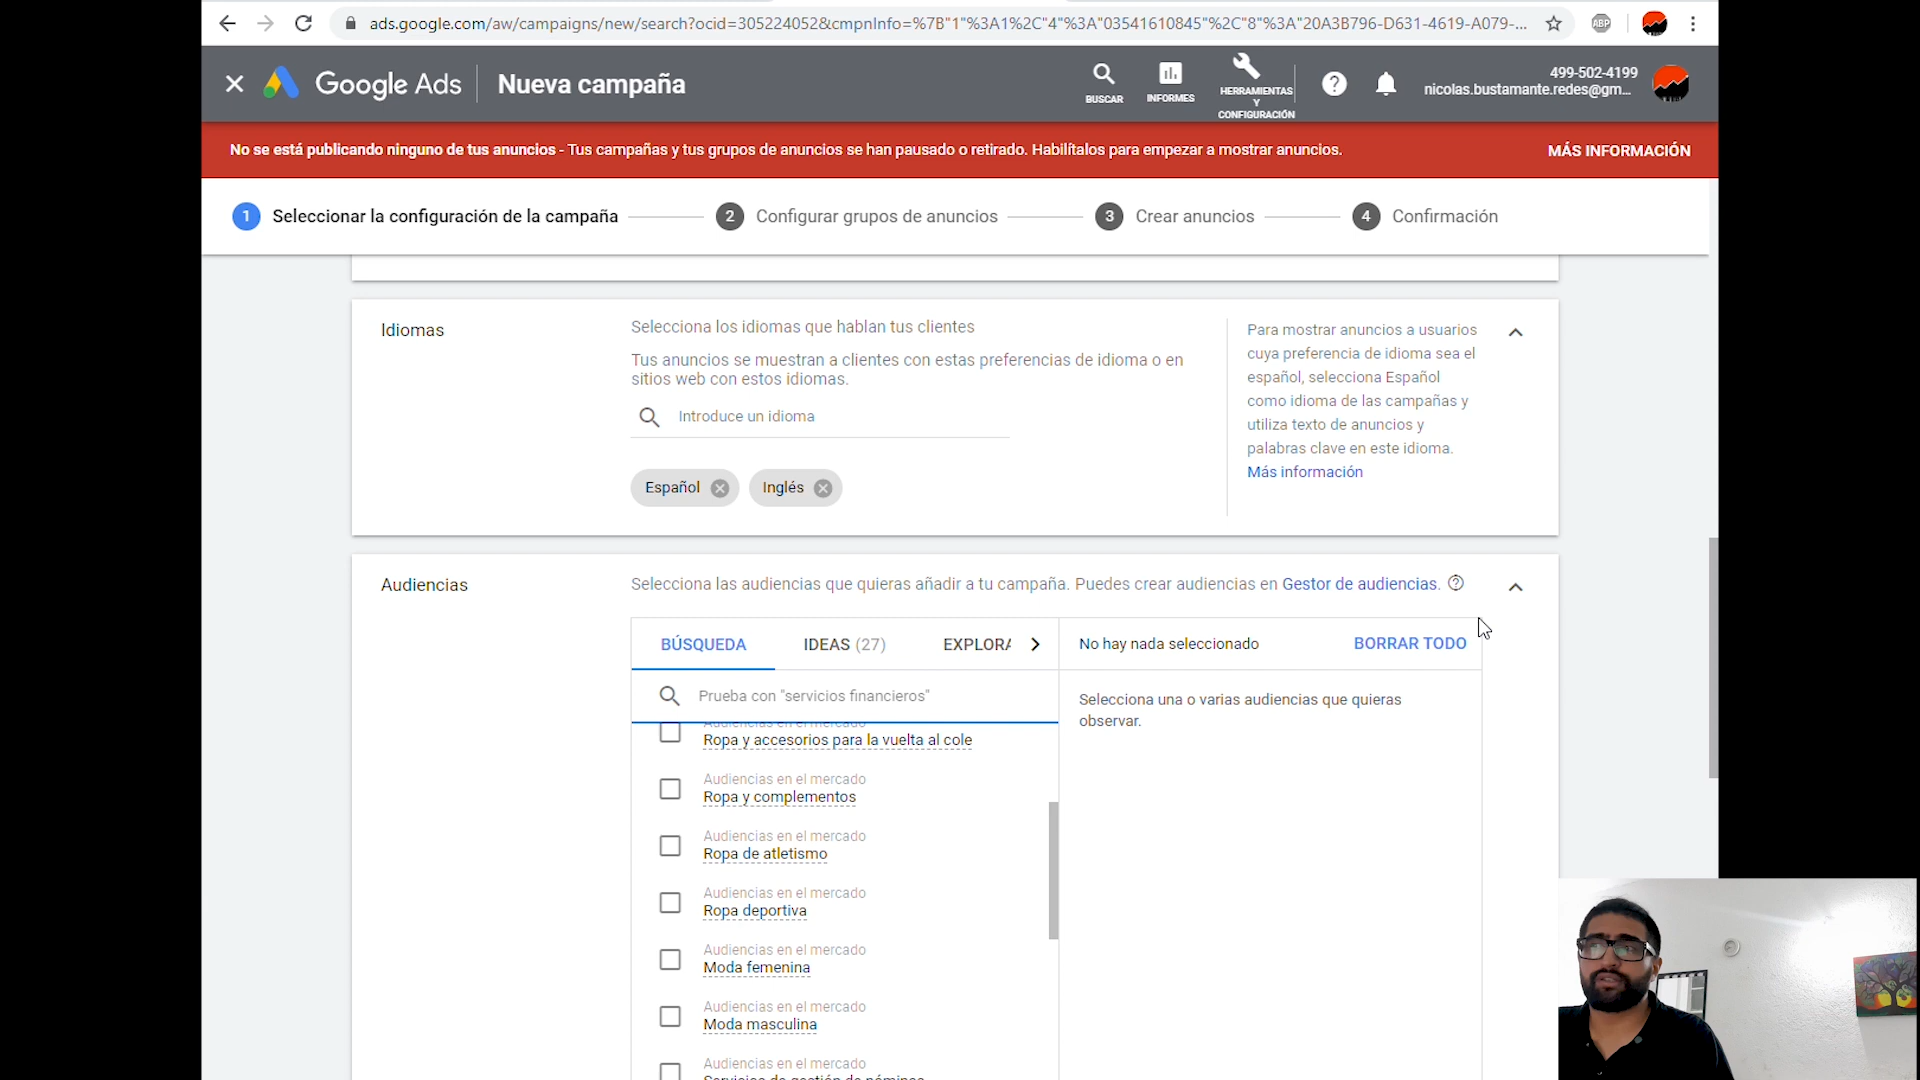 ads.google.com/aw/campaigns/new/search?ocid=305224052&cmpnInfo=%7B"1"%3A1%2C"4"%3A"03541610845"%2C"8"%3A"20A3B796-D631-4619-A079-...
ABP
Google Ads
Nueva campaña
BUSCAR
INFORMES
HERRAMIENTAS
Y
CONFIGURACIÓN
499-502-4199
nicolas.bustamante.redes@gm...
No se está publicando ninguno de tus anuncios - Tus campañas y tus grupos de anuncios se han pausado o retirado. Habilítalos para empezar a mostrar anuncios.
MÁS INFORMACIÓN
1 Seleccionar la configuración de la campaña
2 Configurar grupos de anuncios
3 Crear anuncios
4 Confirmación
Idiomas
Selecciona los idiomas que hablan tus clientes
Tus anuncios se muestran a clientes con estas preferencias de idioma o en
sitios web con estos idiomas.
Introduce un idioma
Español
Inglés
Para mostrar anuncios a usuarios
cuya preferencia de idioma sea el
español, selecciona Español
como idioma de las campañas y
utiliza texto de anuncios y
palabras clave en este idioma.
Más información
Audiencias
Selecciona las audiencias que quieras añadir a tu campaña. Puedes crear audiencias en Gestor de audiencias.
BÚSQUEDA
IDEAS (27)
EXPLORA
No hay nada seleccionado
BORRAR TODO
Prueba con "servicios financieros"
Selecciona una o varias audiencias que quieras
observar.
Audiencias en el mercado
Ropa y accesorios para la vuelta al cole
Audiencias en el mercado
Ropa y complementos
Audiencias en el mercado
Ropa de atletismo
Audiencias en el mercado
Ropa deportiva
Audiencias en el mercado
Moda femenina
Audiencias en el mercado
Moda masculina
Audiencias en el mercado
Servicios de gestión de nóminas